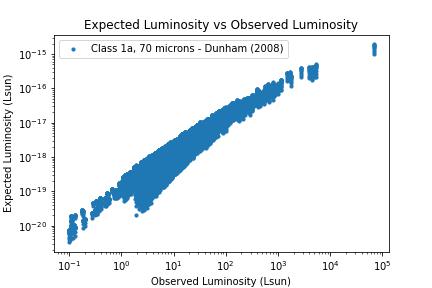 Expected Luminosity vs Observed Luminosity
Class 1a, 70 microns - Dunham (2008)
Expected Luminosity (Lsun)
10⁻¹⁵
10⁻¹⁶
10⁻¹⁷
10⁻¹⁸
10⁻¹⁹
10⁻²⁰
10⁻¹ 10⁰ 10¹ 10² 10³ 10⁴ 10⁵
Observed Luminosity (Lsun)